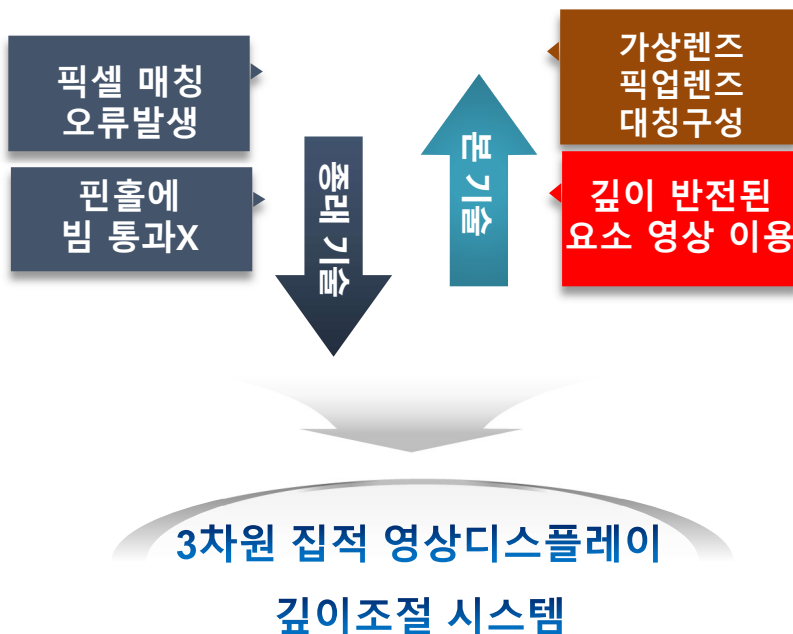 픽셀 매칭
오류발생
핀홀에
빔 통과X
종래 기술
본 기술
가상렌즈
픽업렌즈
대칭구성
깊이 반전된
요소 영상 이용
3차원 집적 영상디스플레이
깊이조절 시스템